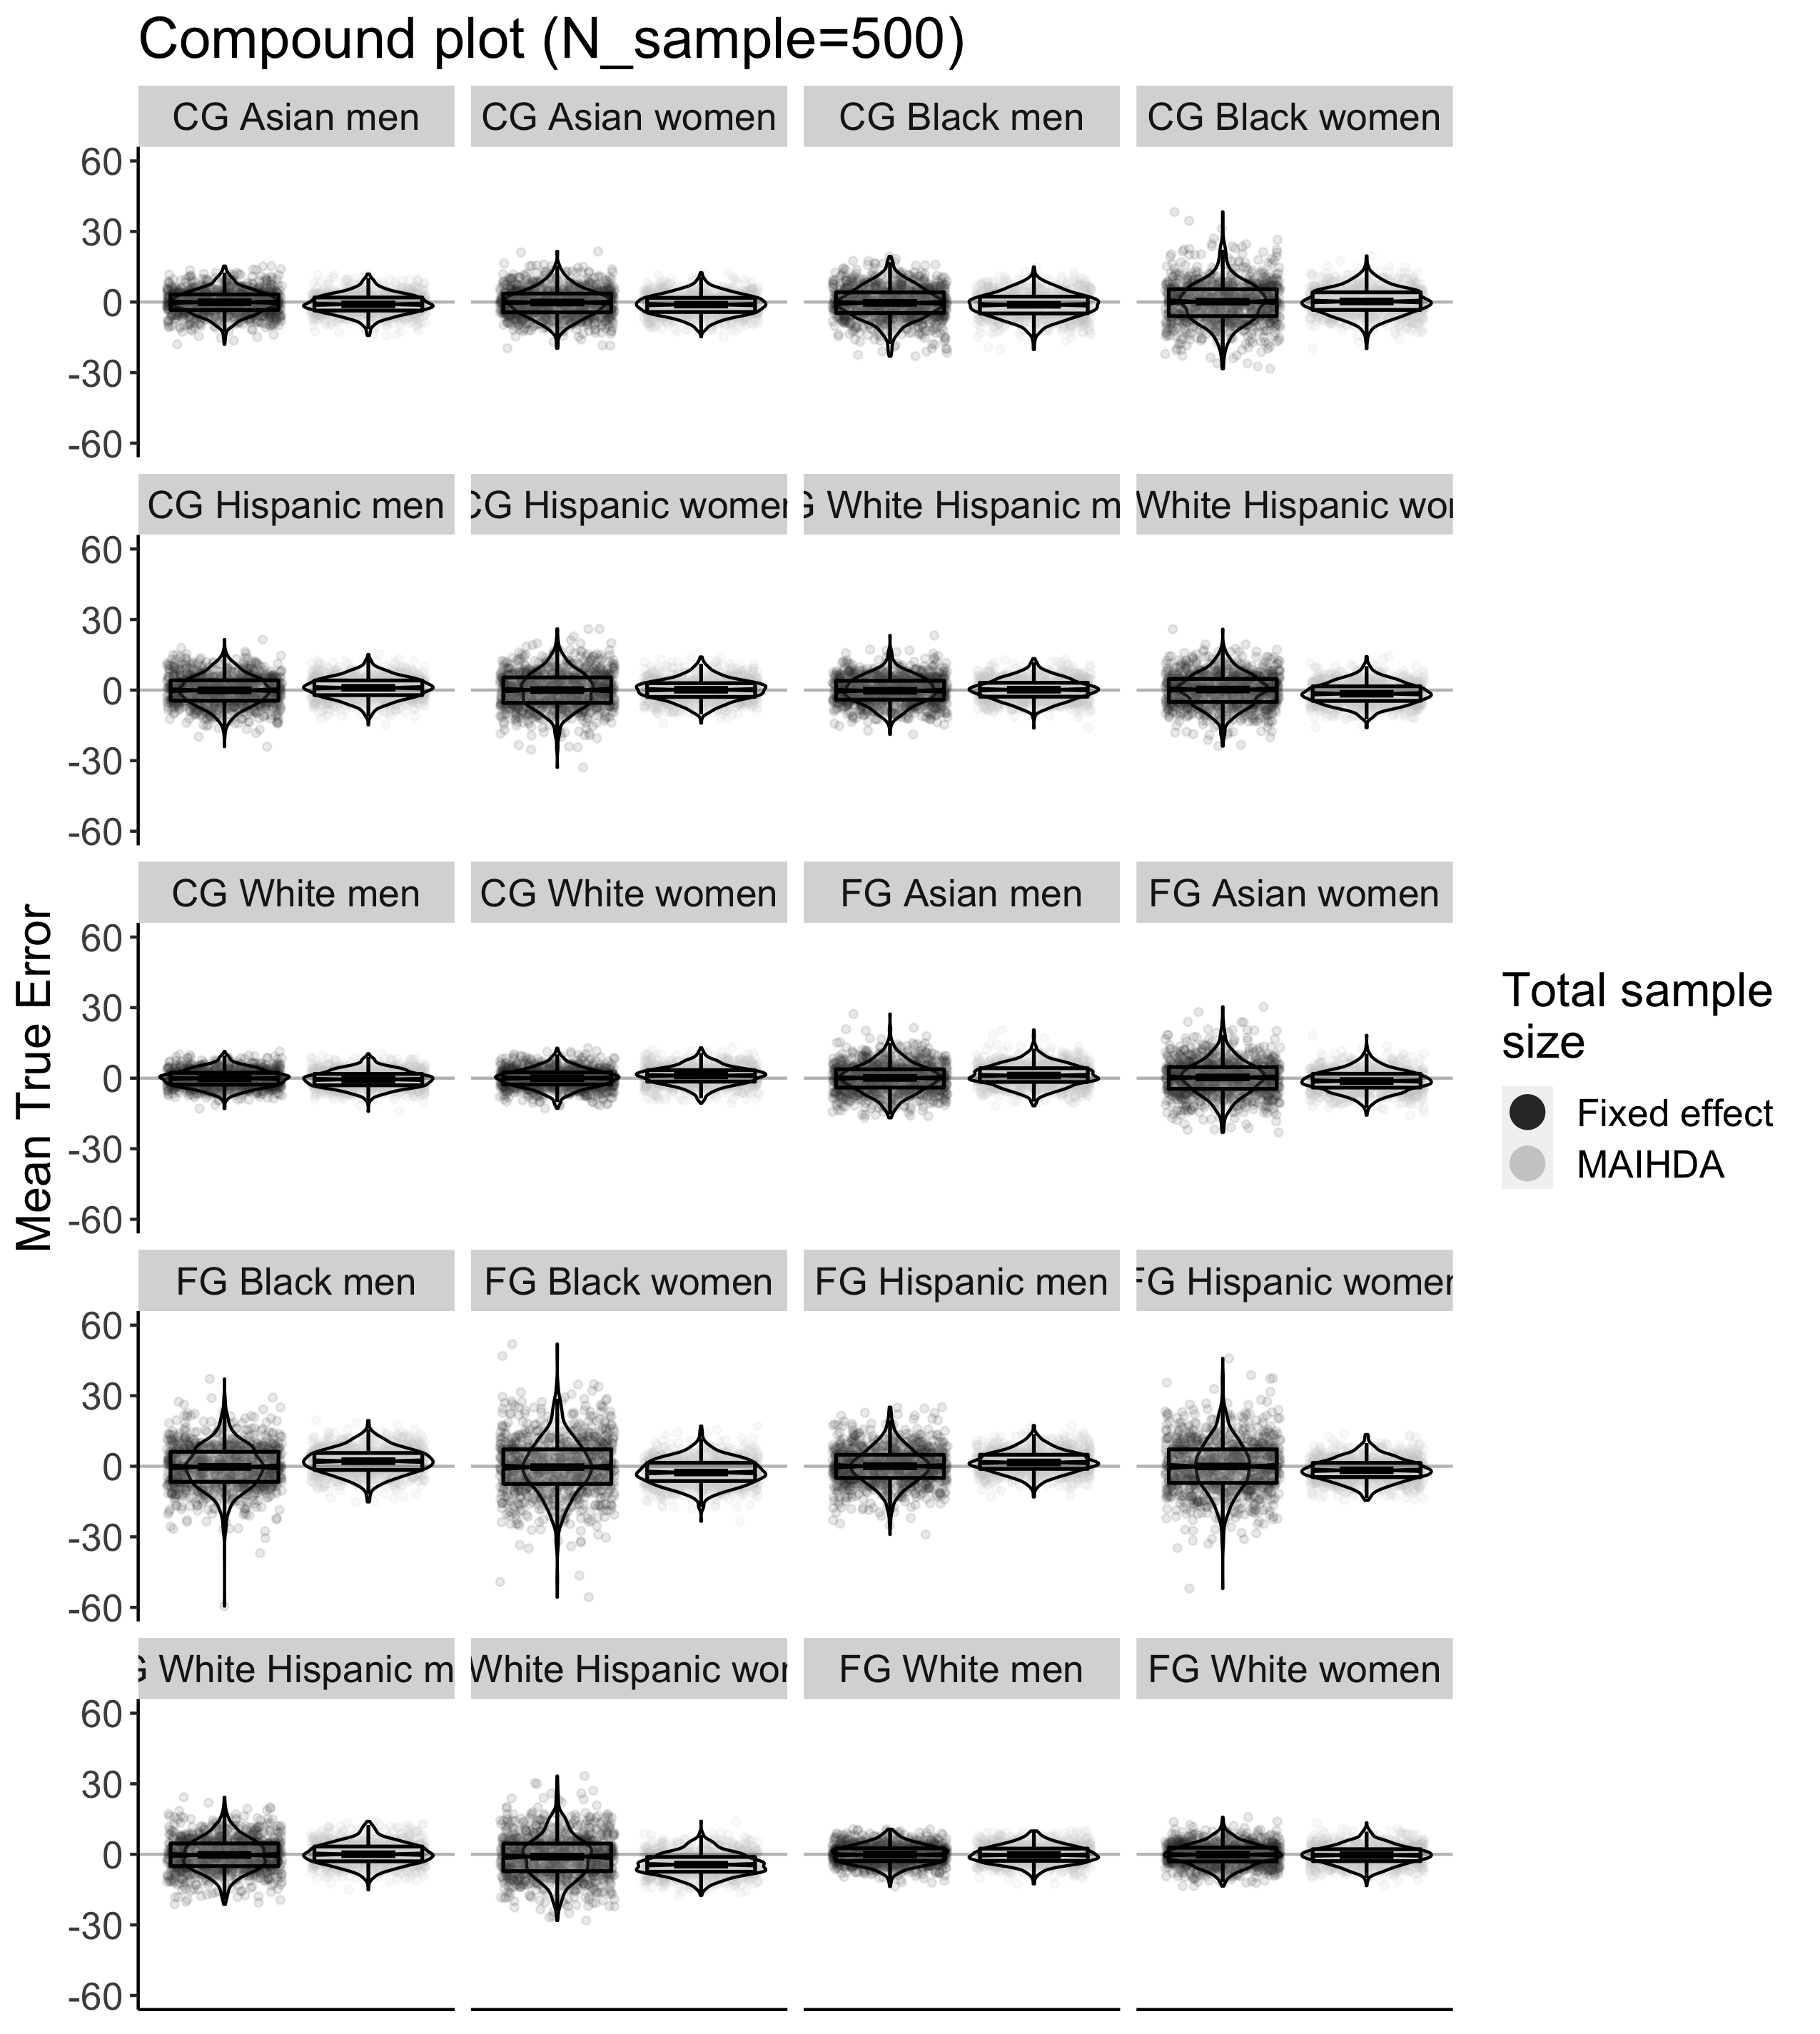 Compound plot (N_sample=500)
CG Asian men
CG Asian women
CG Black men
CG Black women
60
30
0
-30
-60
CG Hispanic men
CG Hispanic women
White Hispanic
White Hispanic
60
30
0
-30
-60
CG White men
CG White women
FG Asian men
FG Asian women
60
30
0
-30
-60
FG Black men
FG Black women
FG Hispanic men
FG Hispanic women
60
30
0
-30
-60
White Hispanic
White Hispanic
FG White men
FG White women
60
30
0
-30
-60
Mean True Error
Total sample
size
Fixed effect
MAIHDA